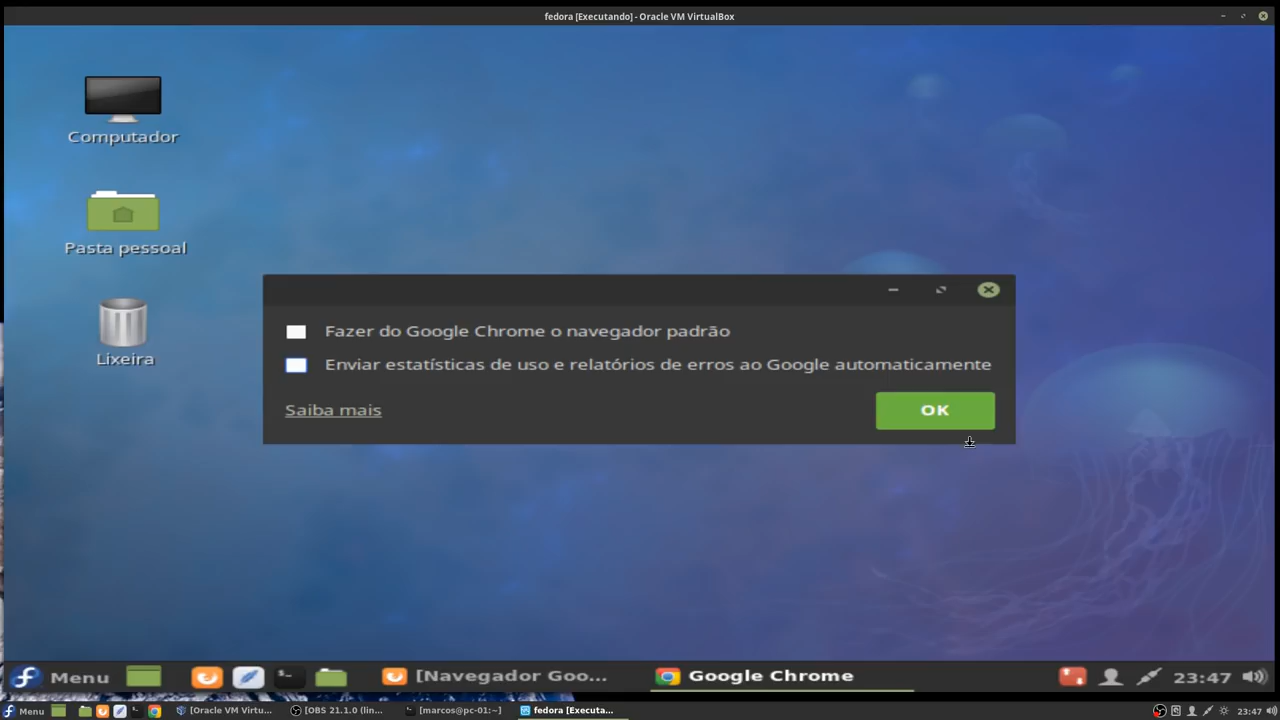 fedora [Executando] - Oracle VM VirtualBox
Computador
Pasta pessoal
Lixeira
Fazer do Google Chrome o navegador padrão
Enviar estatísticas de uso e relatórios de erros ao Google automaticamente
Saiba mais
OK
Menu
[Navegador Goo...
Google Chrome
23:47
Menu
[Oracle VM Virtu...
[OBS 21.1.0 (lin...
[marcos@pc-01:~]
fedora [Executa...
23:47